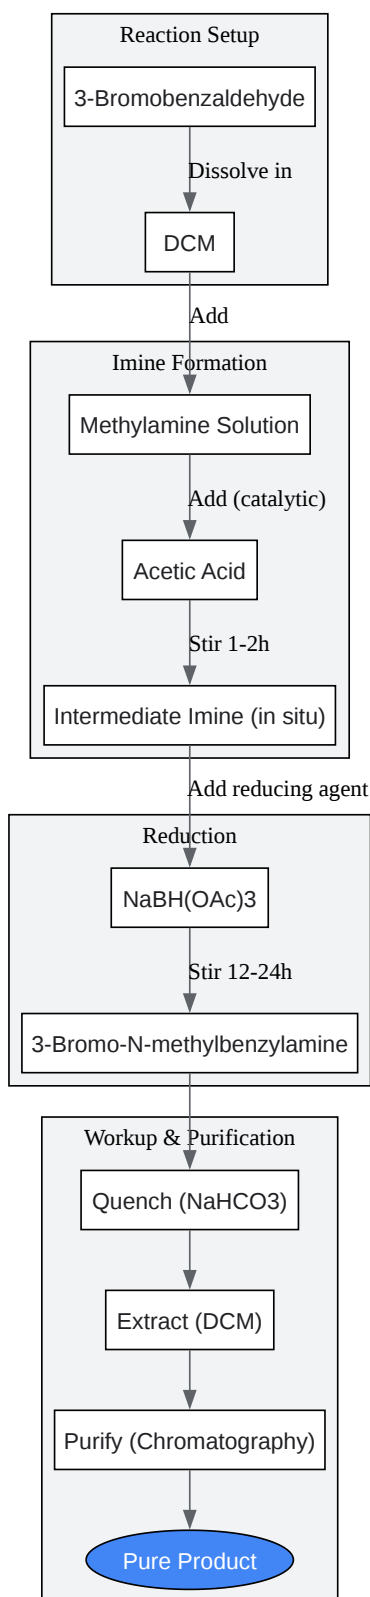 Reaction Setup
3-Bromobenzaldehyde
Dissolve in
DCM
Add
Imine Formation
Methylamine Solution
Add (catalytic)
Acetic Acid
Stir 1-2h
Intermediate Imine (in situ)
Add reducing agent
Reduction
NaBH(OAc)3
Stir 12-24h
3-Bromo-N-methylbenzylamine
Workup & Purification
Quench (NaHCO3)
Extract (DCM)
Purify (Chromatography)
Pure Product